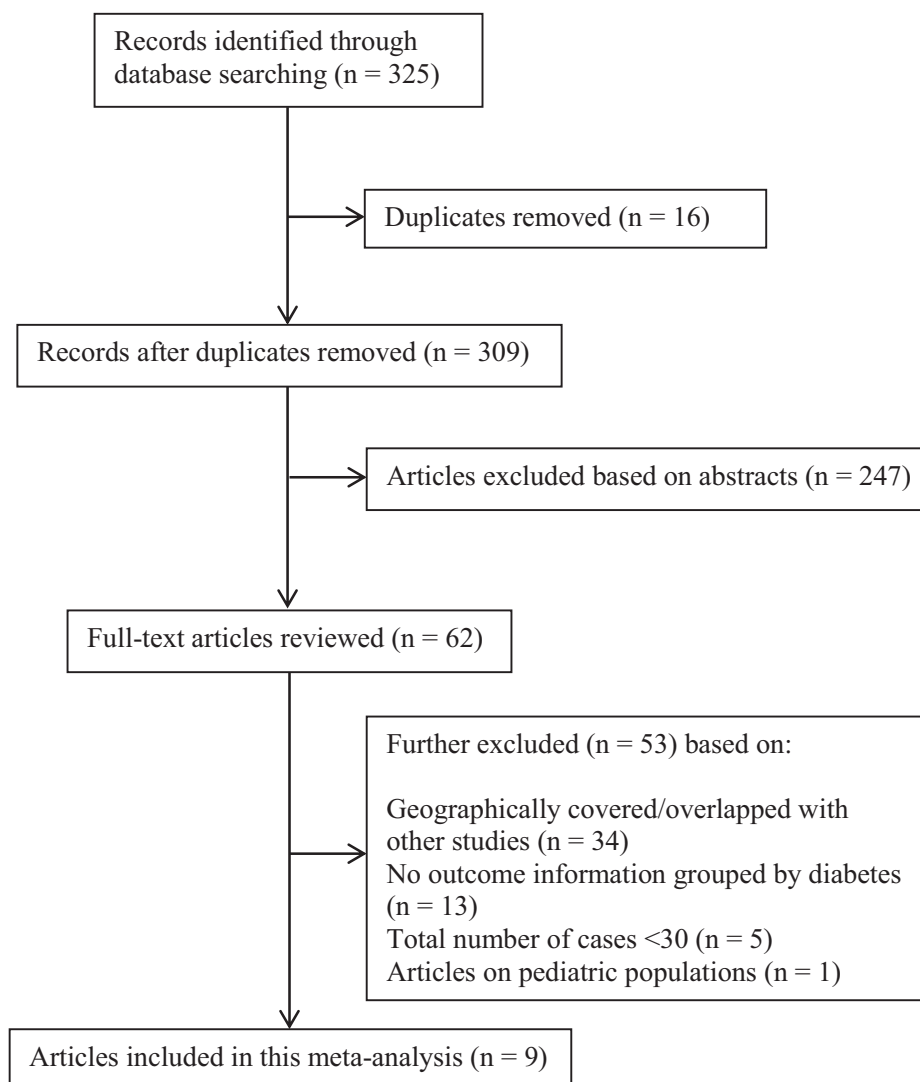 Records identified through
database searching (n = 325)
Duplicates removed (n = 16)
Records after duplicates removed (n = 309)
Articles excluded based on abstracts (n = 247)
Full-text articles reviewed (n = 62)
Further excluded (n = 53) based on:
Geographically covered/overlapped with
other studies (n = 34)
No outcome information grouped by diabetes
(n = 13)
Total number of cases <30 (n = 5)
Articles on pediatric populations (n = 1)
Articles included in this meta-analysis (n = 9)